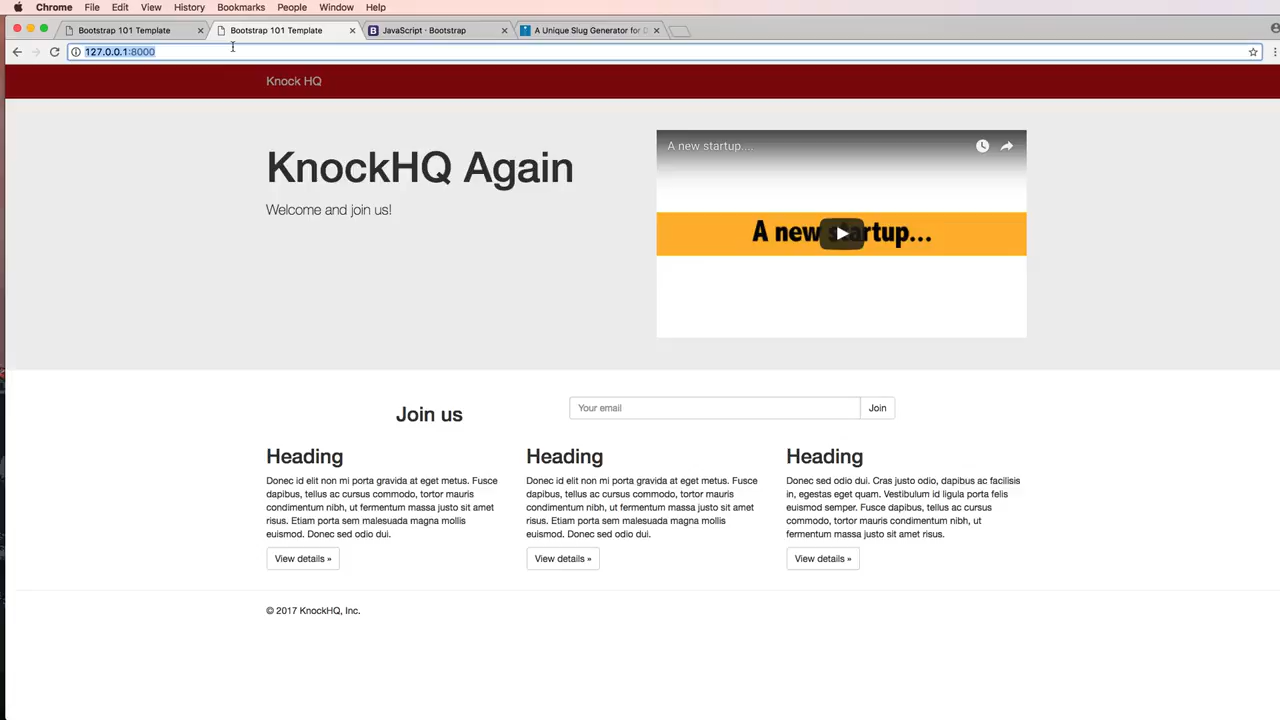 Chrome File Edit View History Bookmarks People Window Help
Bootstrap 101 Template Bootstrap 101 Template JavaScript · Bootstrap A Unique Slug Generator for D
127.0.0.1:8000
Knock HQ
KnockHQ Again
Welcome and join us!
A new startup....
A new startup...
Join us
Your email
Join
Heading
Donec id elit non mi porta gravida at eget metus. Fusce
dapibus, tellus ac cursus commodo, tortor mauris
condimentum nibh, ut fermentum massa justo sit amet
risus. Etiam porta sem malesuada magna mollis
euismod. Donec sed odio dui.
View details »
Heading
Donec id elit non mi porta gravida at eget metus. Fusce
dapibus, tellus ac cursus commodo, tortor mauris
condimentum nibh, ut fermentum massa justo sit amet
risus. Etiam porta sem malesuada magna mollis
euismod. Donec sed odio dui.
View details »
Heading
Donec sed odio dui. Cras justo odio, dapibus ac facilisis
in, egestas eget quam. Vestibulum id ligula porta felis
euismod semper. Fusce dapibus, tellus ac cursus
commodo, tortor mauris condimentum nibh, ut
fermentum massa justo sit amet risus.
View details »
© 2017 KnockHQ, Inc.